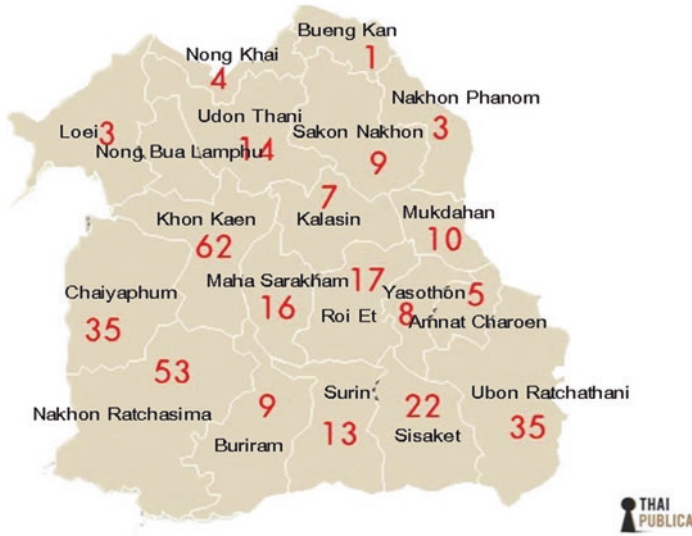 Bueng Kan
1
Nong Khai
4
Nakhon Phanom
3
Udon Thani
14
Sakon Nakhon
9
Loei 3
Nong Bua Lamphu
7
Kalasin
Khon Kaen
62
Mukdahan
10
Maha Sarakham
16
17
Roi Et
Yasothon
8
5
Amnat Charoen
Chaiyaphum
35
53
Nakhon Ratchasima
9
Buriram
Surin
13
22
Sisaket
Ubon Ratchathani
35
THAI
PUBLICA